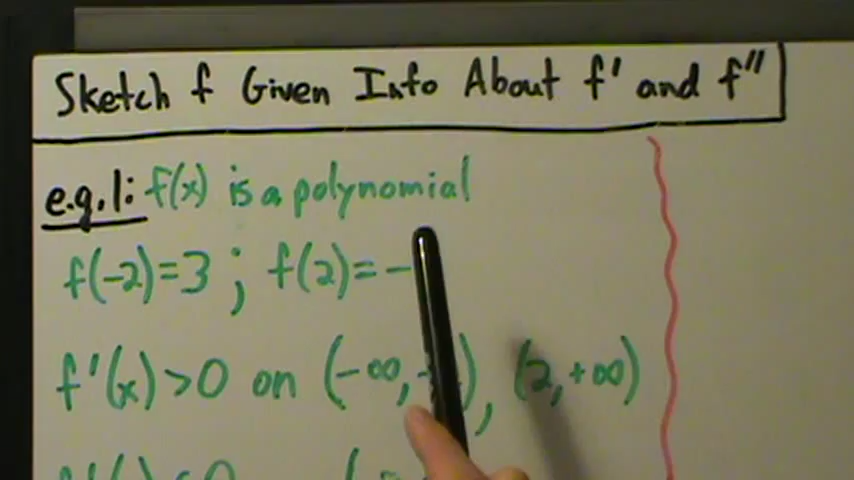 Sketch f Given Info About f' and f"
e.g. 1: f(x) is a polynomial
f(-2)=3 ; f(2)=-
f'(x)>0 on (-∞,-), (2,+∞)